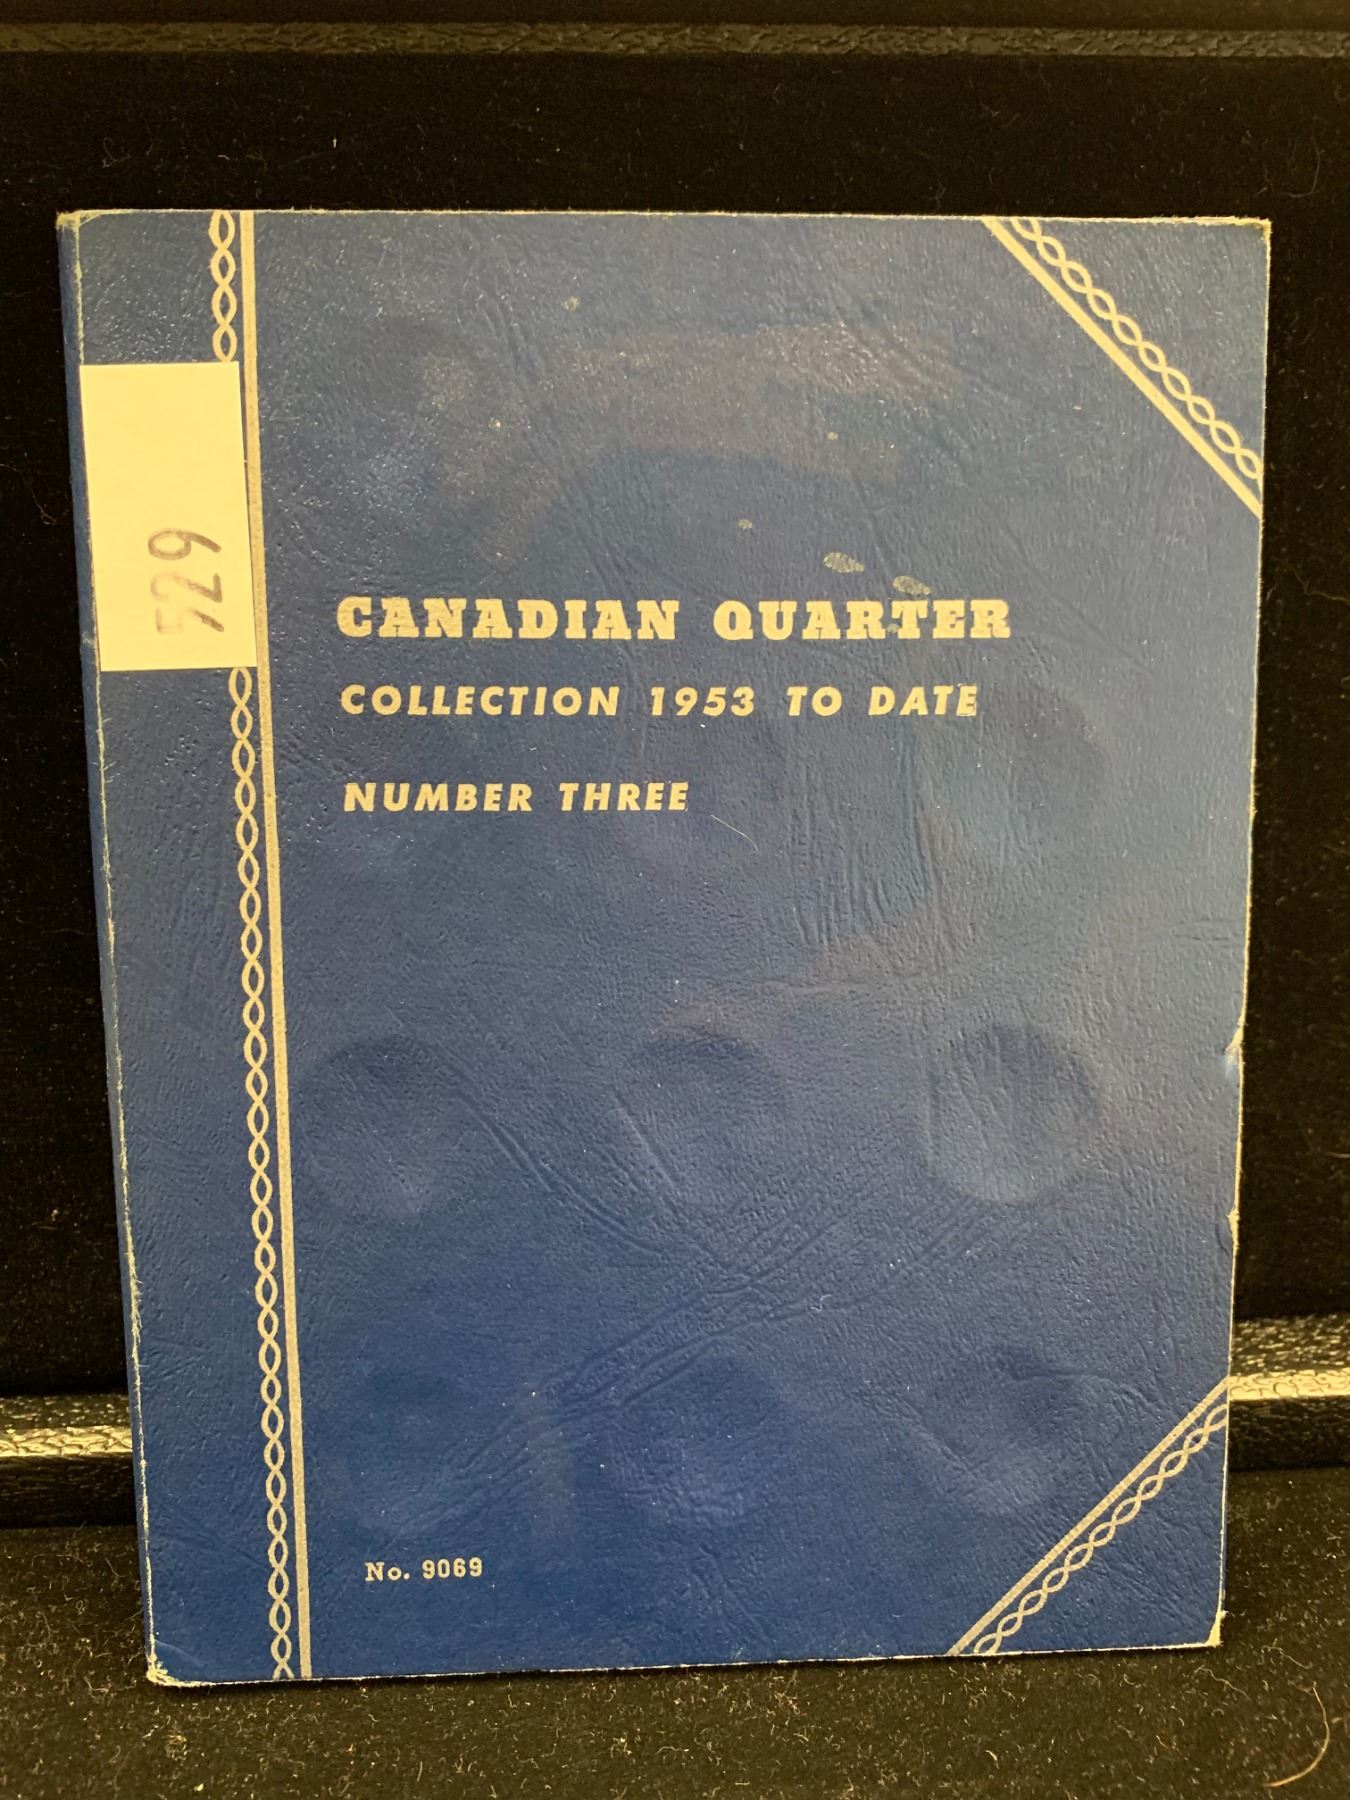 529
CANADIAN QUARTER
COLLECTION 1953 TO DATE
NUMBER THREE
No. 9069